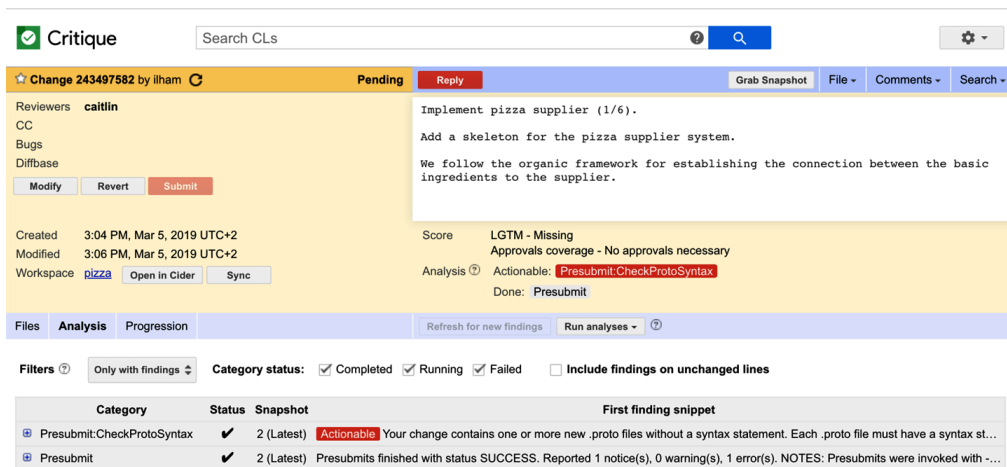 Critique
Search CLs
Change 243497582 by ilham
Pending
Reply
Grab Snapshot
File
Comments
Search
Reviewers caitlin
CC
Bugs
Diffbase
Modify
Revert
Submit
Implement pizza supplier (1/6).
Add a skeleton for the pizza supplier system.
We follow the organic framework for establishing the connection between the basic
ingredients to the supplier.
Created 3:04 PM, Mar 5, 2019 UTC+2
Modified 3:06 PM, Mar 5, 2019 UTC+2
Workspace pizza Open in Cider Sync
Score LGTM - Missing
Approvals coverage - No approvals necessary
Analysis ? Actionable: Presubmit:CheckProtoSyntax
Done: Presubmit
Files Analysis Progression
Refresh for new findings Run analyses ?
Filters ? Only with findings Category status: Completed Running Failed Include findings on unchanged lines
Category Status Snapshot First finding snippet
Presubmit:CheckProtoSyntax 2 (Latest) Actionable Your change contains one or more new .proto files without a syntax statement. Each .proto file must have a syntax st...
Presubmit 2 (Latest) Presubmits finished with status SUCCESS. Reported 1 notice(s), 0 warning(s), 1 error(s). NOTES: Presubmits were invoked with -...